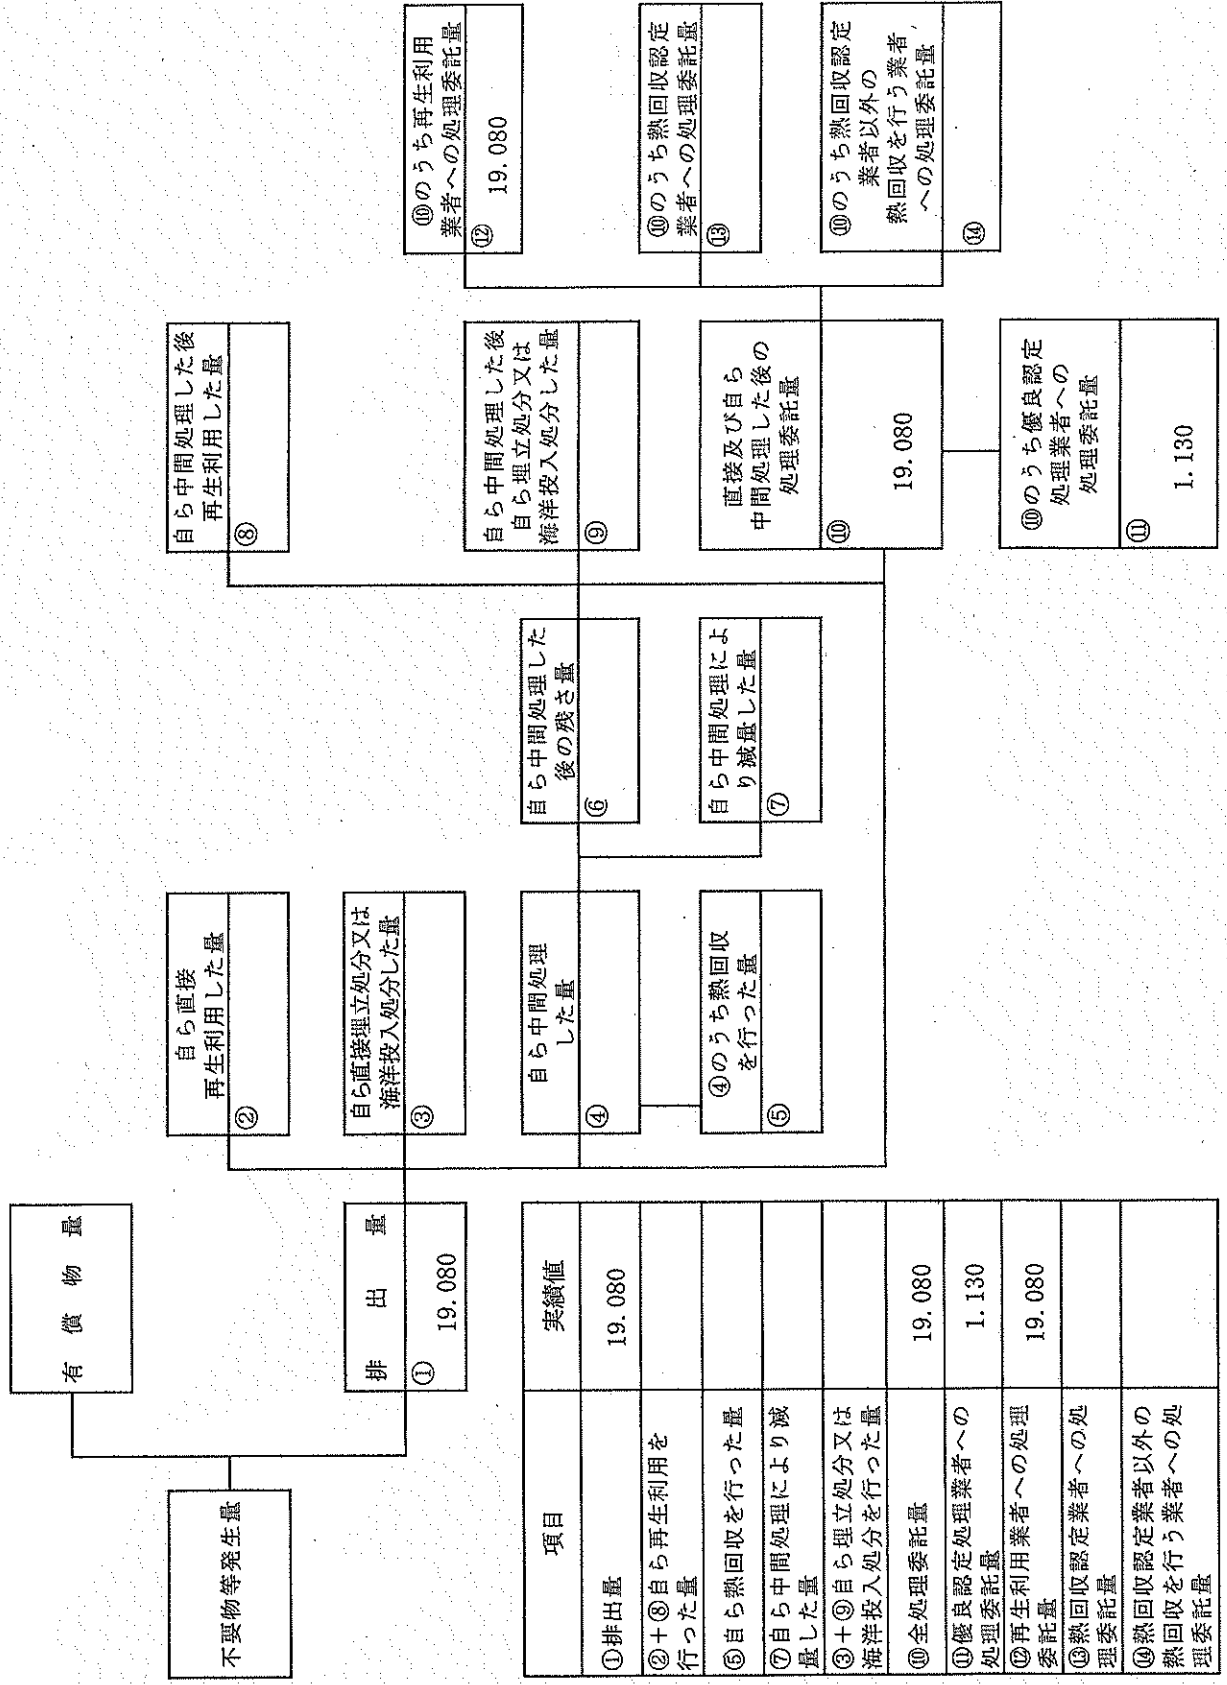 不要物等発生量
有償物量
排出量
①
19.080
自ら直接
再生利用した量
②
自ら直接埋立処分又は
海洋投入処分した量
③
自ら中間処理
した量
④
④のうち熱回収
を行った量
⑤
自ら中間処理した
後の残さ量
⑥
自ら中間処理によ
り減量した量
⑦
自ら中間処理した後
再生利用した量
⑧
自ら中間処理した後
自ら埋立処分又は
海洋投入処分した量
⑨
直接及び自ら
中間処理した後の
処理委託量
⑩
19.080
⑩のうち優良認定
処理業者への
処理委託量
⑪
1.130
⑩のうち再生利用
業者への処理委託量
⑫
19.080
⑩のうち熱回収認定
業者への処理委託量
⑬
⑩のうち熱回収認定
業者以外の
熱回収を行う業者
への処理委託量
⑭
項目 実績値
①排出量 19.080
②+⑧自ら再生利用を
行った量
⑤自ら熱回収を行った量
⑦自ら中間処理により減
量した量
③+⑨自ら埋立処分又は
海洋投入処分を行った量
⑩全処理委託量 19.080
⑪優良認定処理業者への
処理委託量 1.130
⑫再生利用業者への処理
委託量 19.080
⑬熱回収認定業者への処
理委託量
⑭熱回収認定業者以外の
熱回収を行う業者への処
理委託量